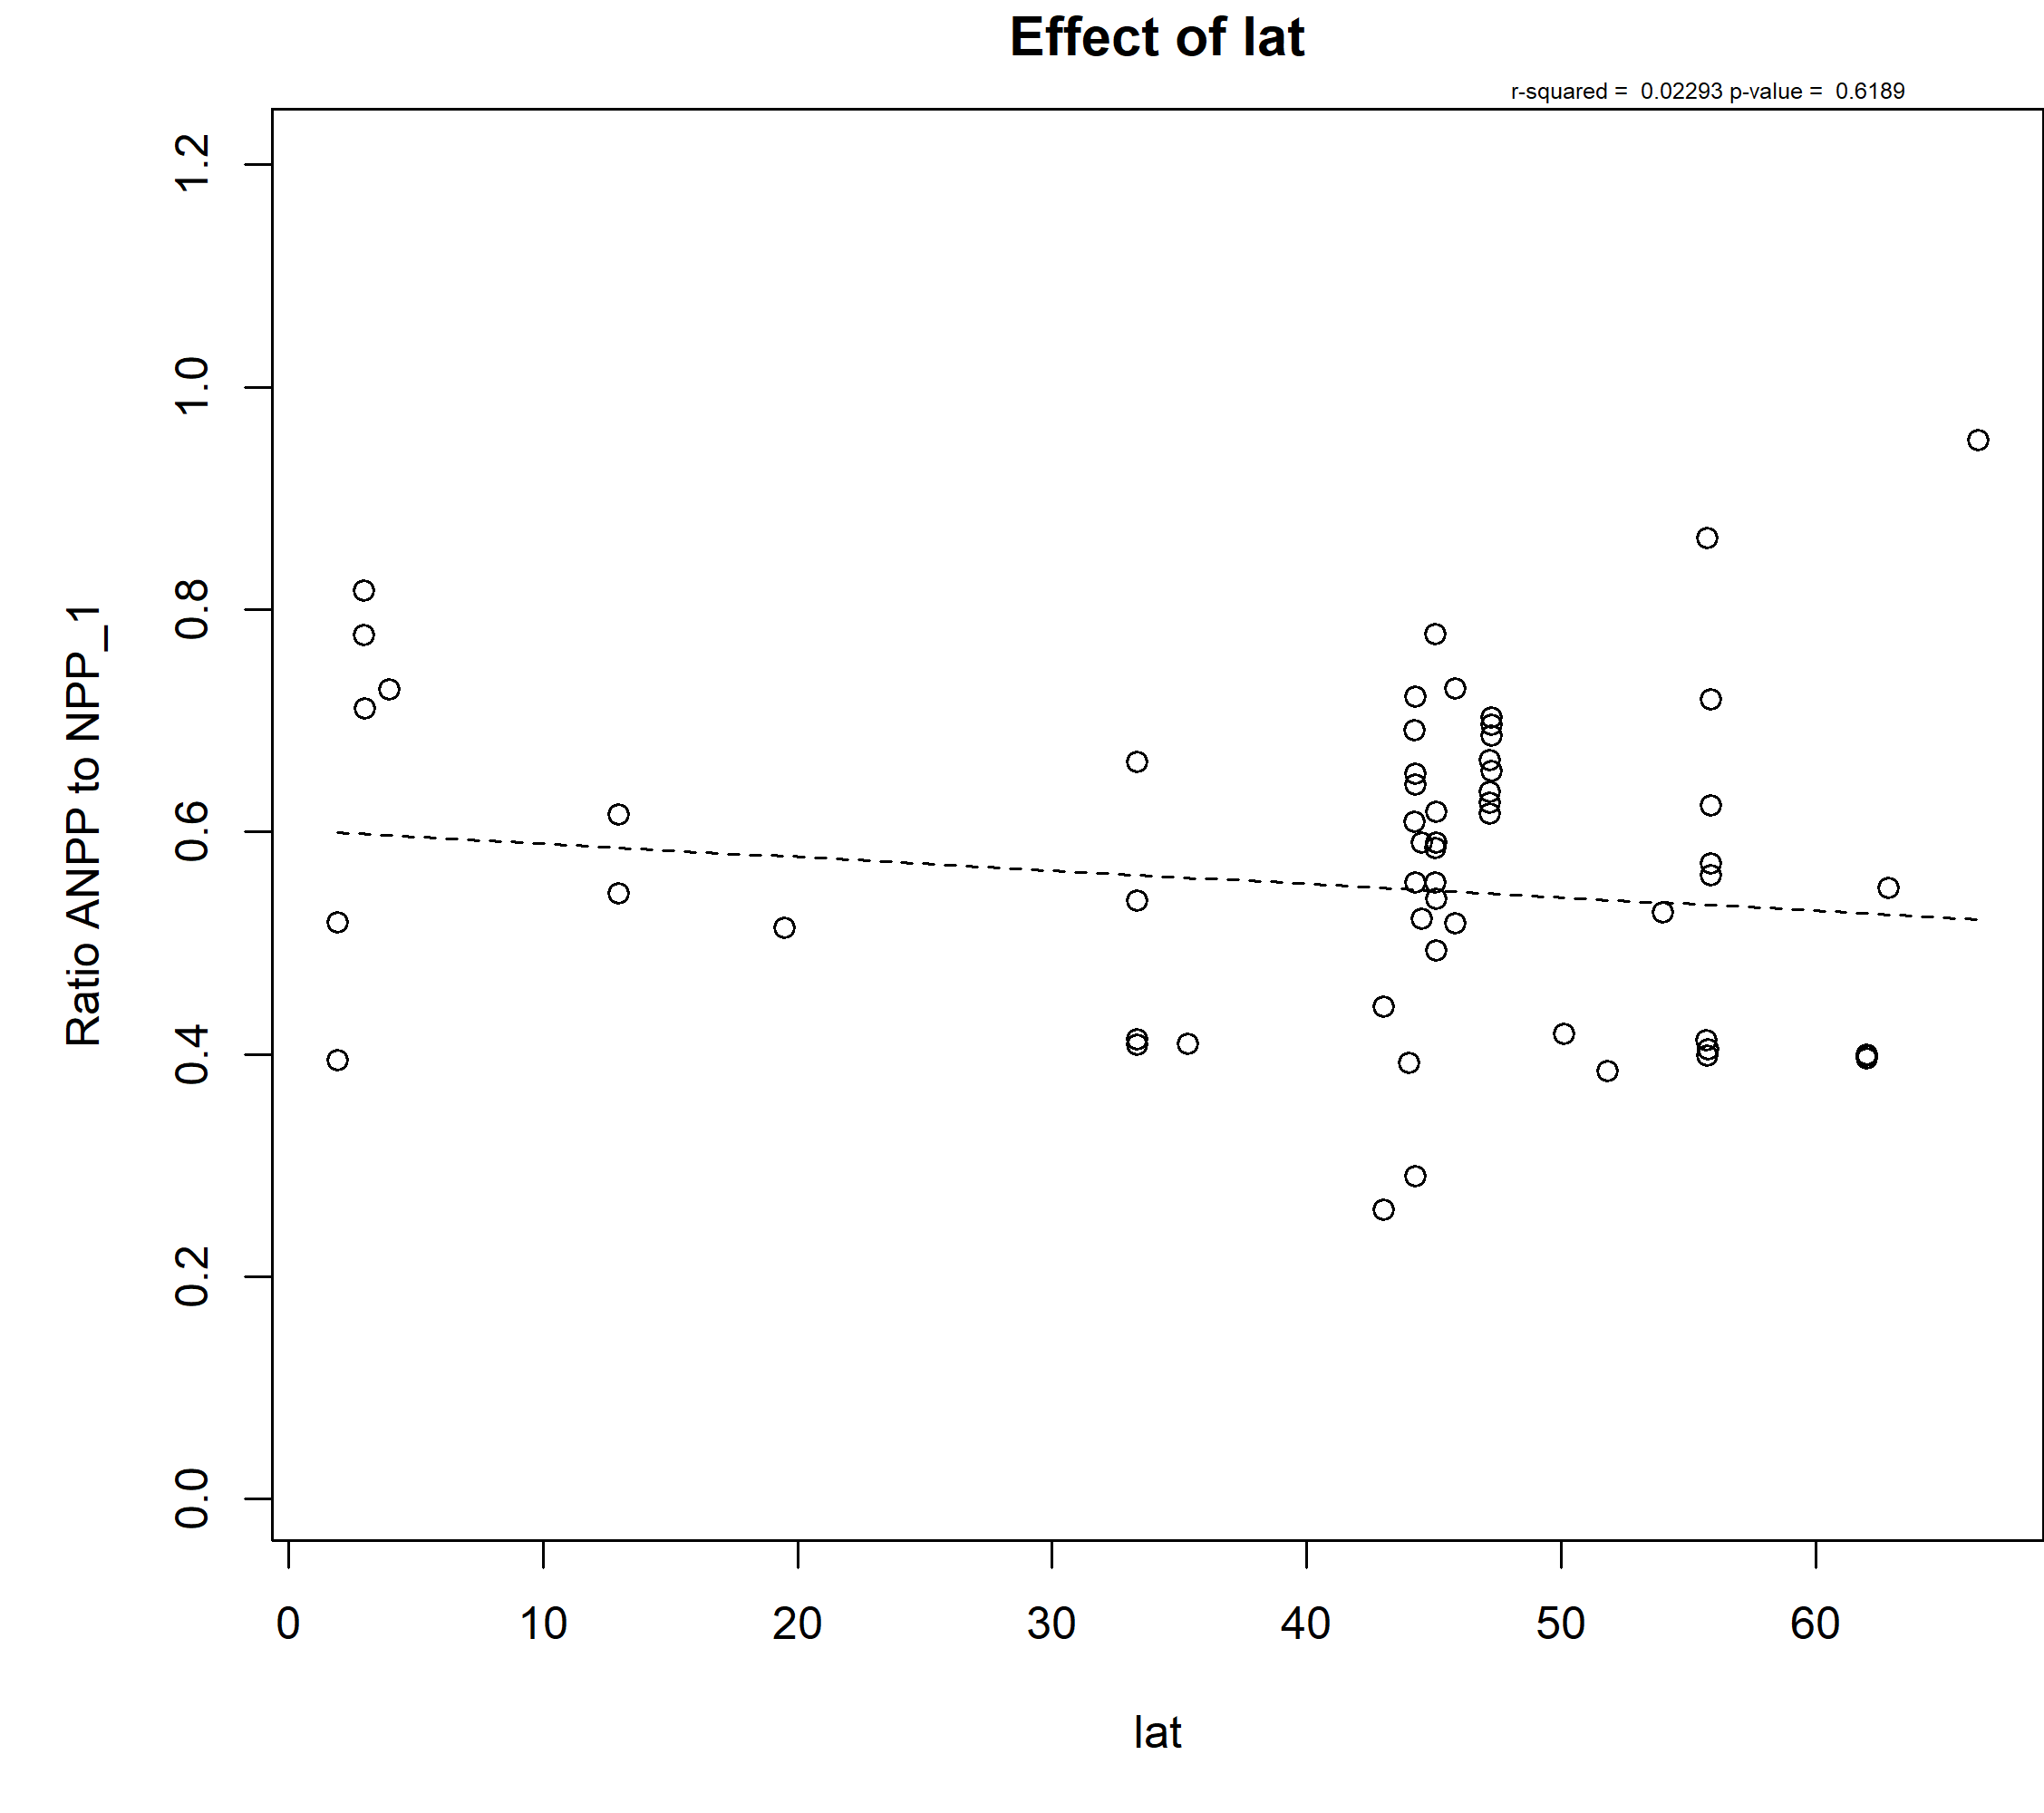 Effect of lat
r-squared =  0.02293 p-value =  0.6189
Ratio ANPP to NPP_1
1.2
1.0
0.8
0.6
0.4
0.2
0.0
0 10 20 30 40 50 60
lat